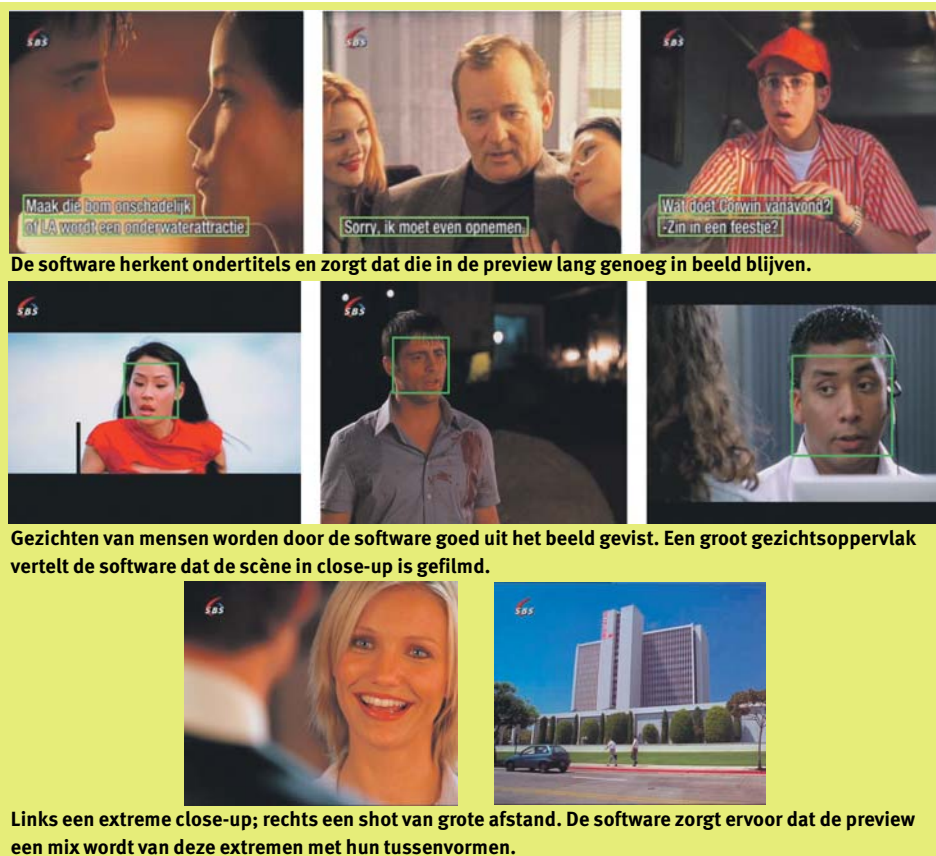 SBS
SBS
SBS
Maak die bom onschadelijk
of LA wordt een onderwaterattractie.
Sorry, ik moet even opnemen.
Wat doet Corwin vanavond?
-Zin in een feestje?
De software herkent ondertitels en zorgt dat die in de preview lang genoeg in beeld blijven.
SBS
SBS
Gezichten van mensen worden door de software goed uit het beeld gevist. Een groot gezichtsoppervlak
vertelt de software dat de scène in close-up is gefilmd.
SBS
SBS
Links een extreme close-up; rechts een shot van grote afstand. De software zorgt ervoor dat de preview
een mix wordt van deze extremen met hun tussenvormen.